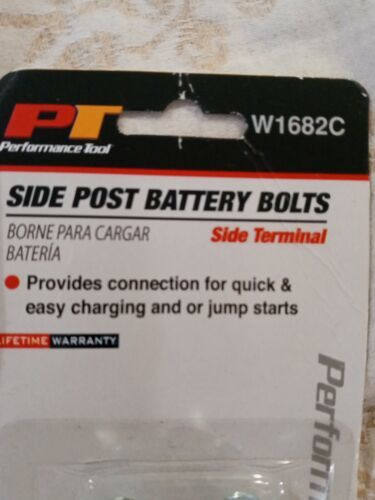 PT
Performance Tool
W1682C
SIDE POST BATTERY BOLTS
BORNE PARA CARGAR
BATERÍA
Side Terminal
Provides connection for quick &
easy charging and or jump starts
LIFETIME WARRANTY
Perform